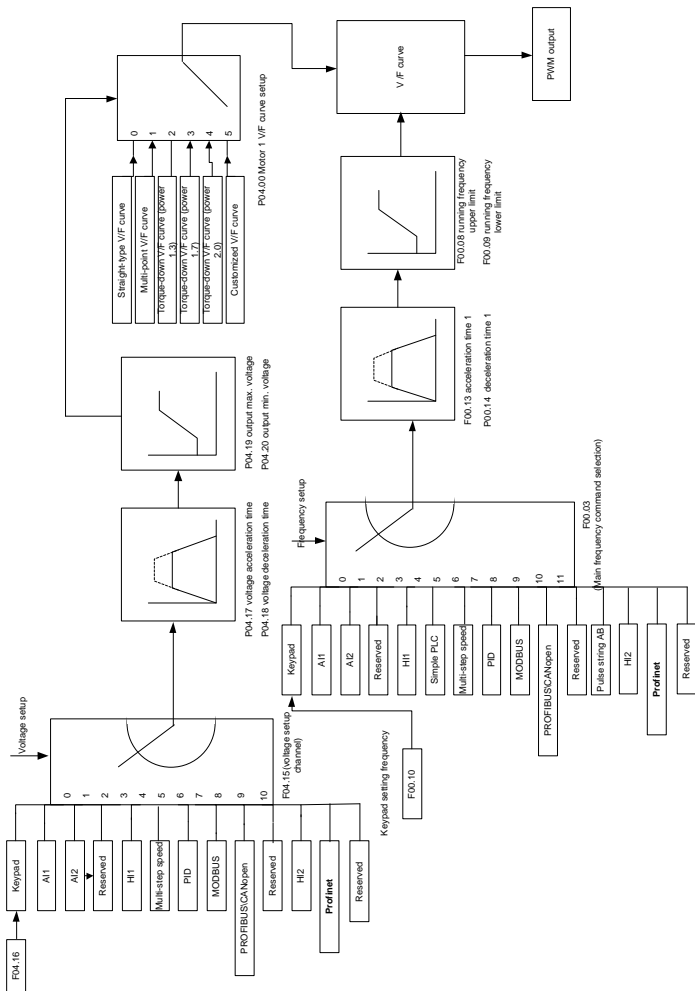 F04.16
Keypad
AI1
AI2
Reserved
HI1
Multi-step speed
PID
MODBUS
PROFIBUS\CANopen
Reserved
HI2
Profinet
Reserved
Voltage setup
0
1
2
3
4
5
6
7
8
9
10
F04.15(voltage setup
channel)
P04.17 voltage acceleration time
P04.18 voltage deceleration time
P04.19 output max. voltage
P04.20 output min. voltage
Straight-type V/F curve
Multi-point V/F curve
Torque-down V/F curve (power
1.3)
Torque-down V/F curve (power
1.7)
Torque-down V/F curve (power
2.0)
Customized V/F curve
0
1
2
3
4
5
P04.00 Motor 1 V/F curve setup
Keypad setting frequency
F00.10
Keypad
AI1
AI2
Reserved
HI1
Simple PLC
Multi-step speed
PID
MODBUS
PROFIBUS\CANopen
Reserved
Pulse string AB
HI2
Profinet
Reserved
Frequency setup
0
1
2
3
4
5
6
7
8
9
10
11
F00.03
(Main frequency command selection)
F00.13 acceleration time 1
P00.14 deceleration time 1
F00.08 running frequency
upper limit
F00.09 running frequency
lower limit
V /F curve
PWM output